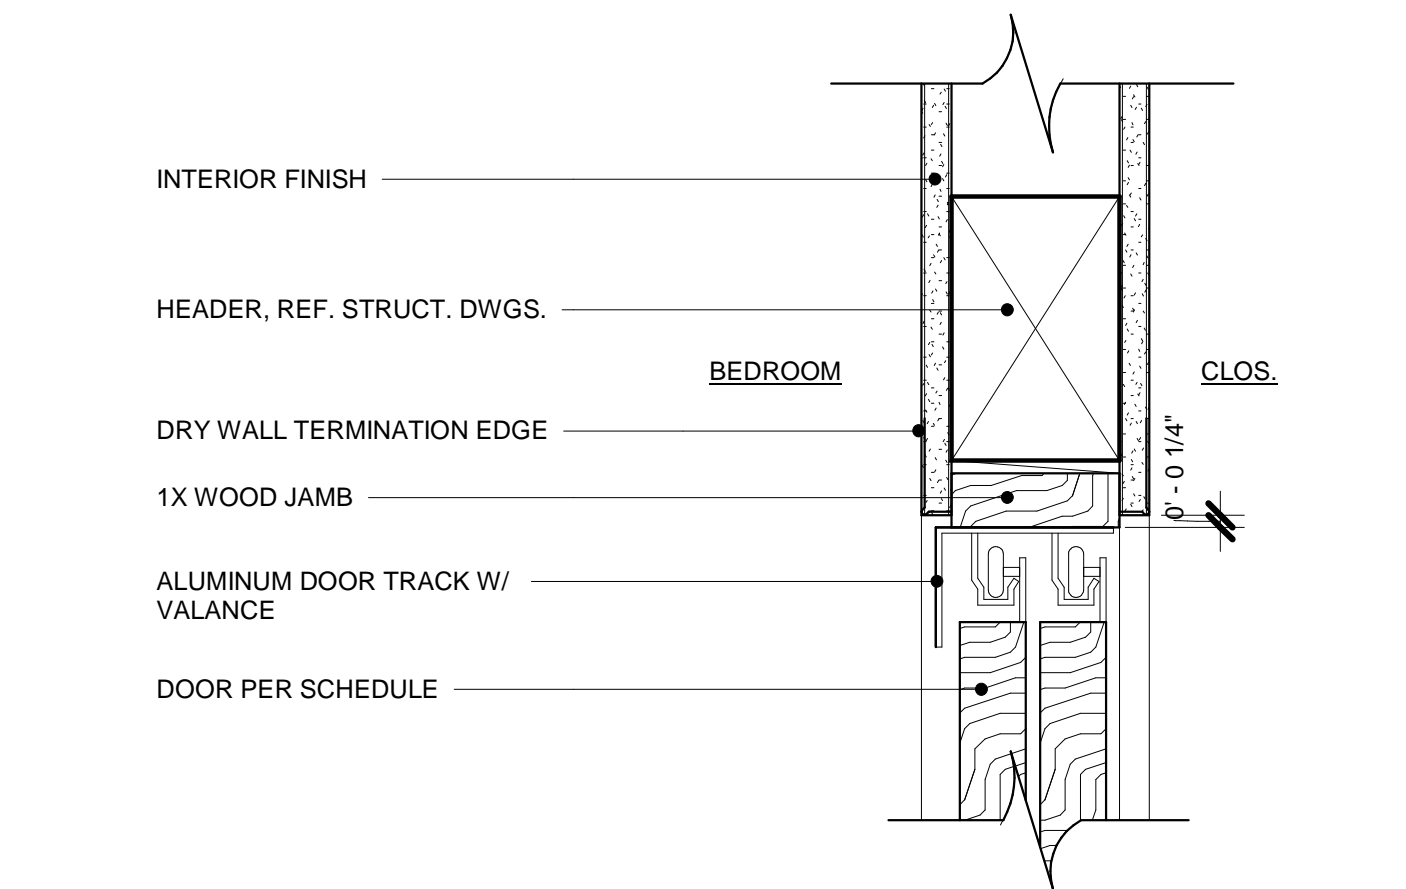 INTERIOR FINISH
HEADER, REF. STRUCT. DWGS.
BEDROOM
CLOS.
DRY WALL TERMINATION EDGE
0' - 0 1/4"
1X WOOD JAMB
ALUMINUM DOOR TRACK W/
VALANCE
DOOR PER SCHEDULE